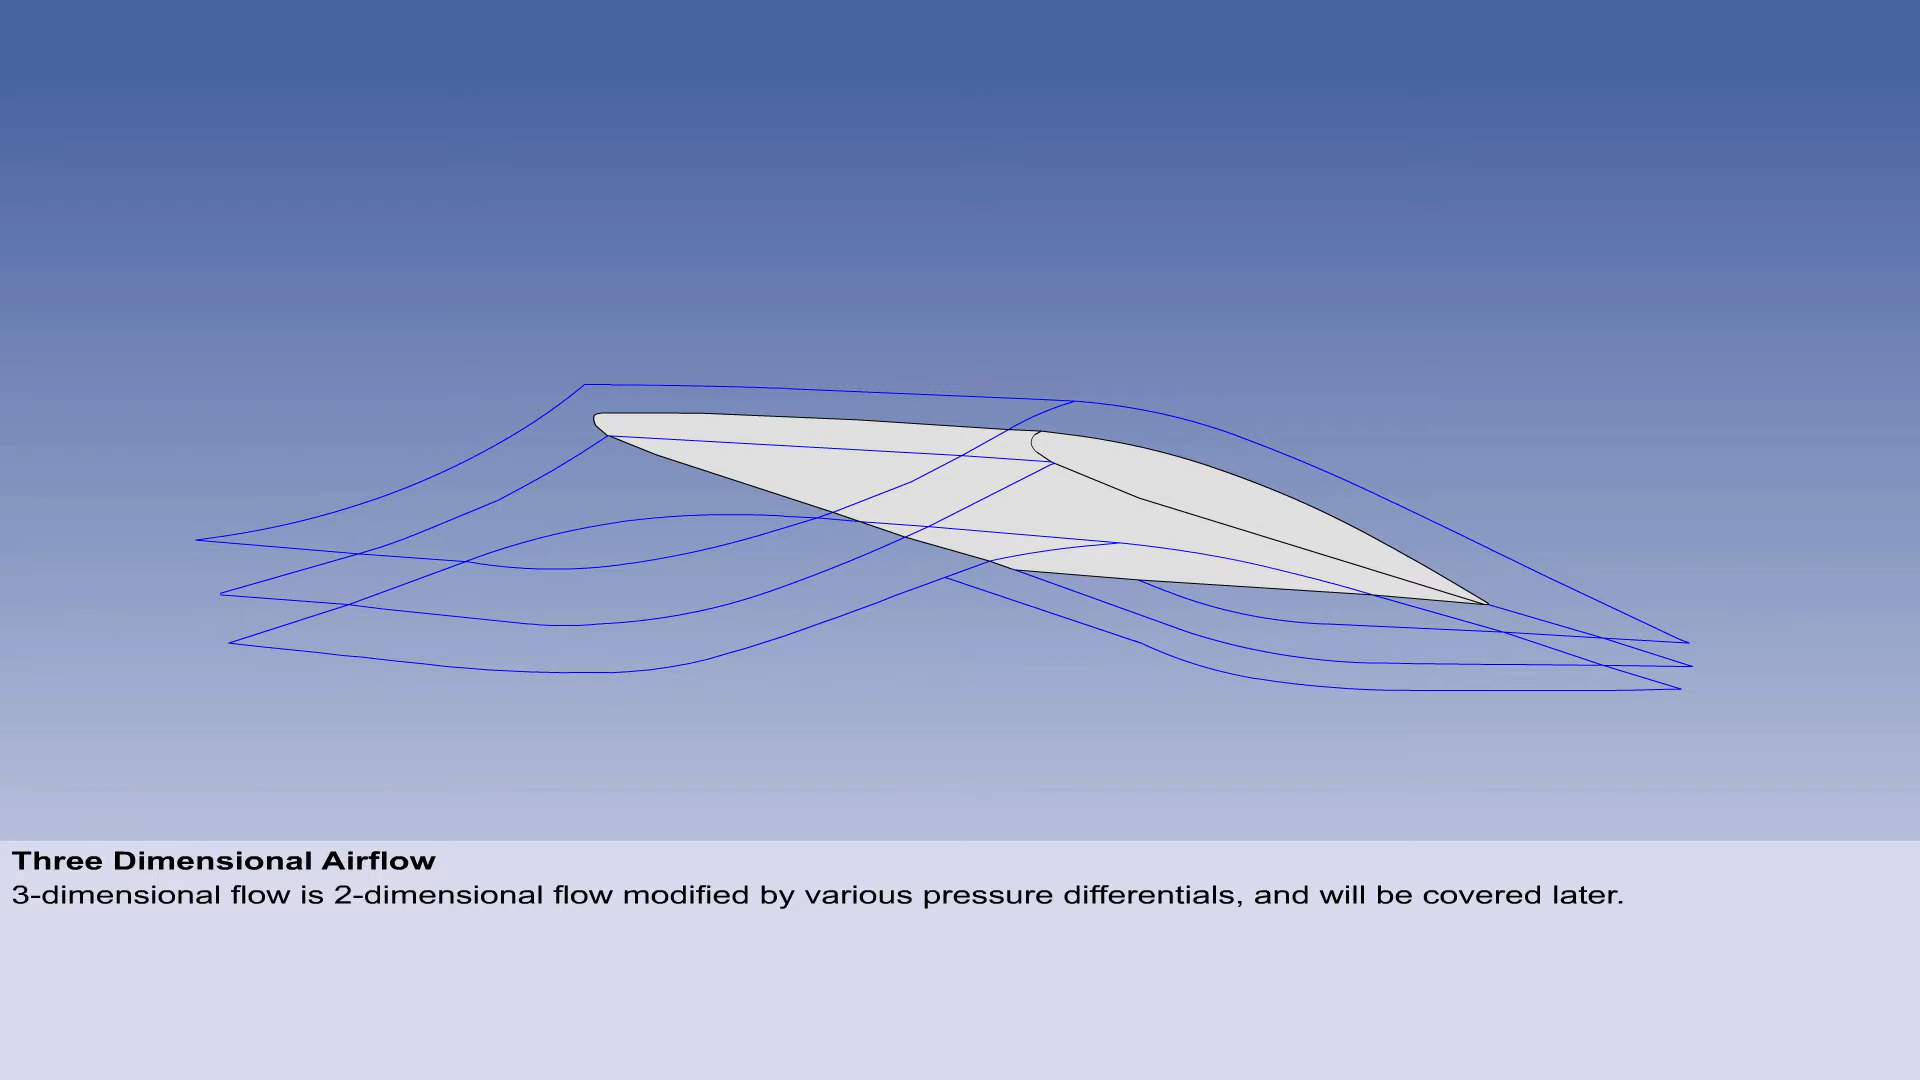 Three Dimensional Airflow
3-dimensional flow is 2-dimensional flow modified by various pressure differentials, and will be covered later.